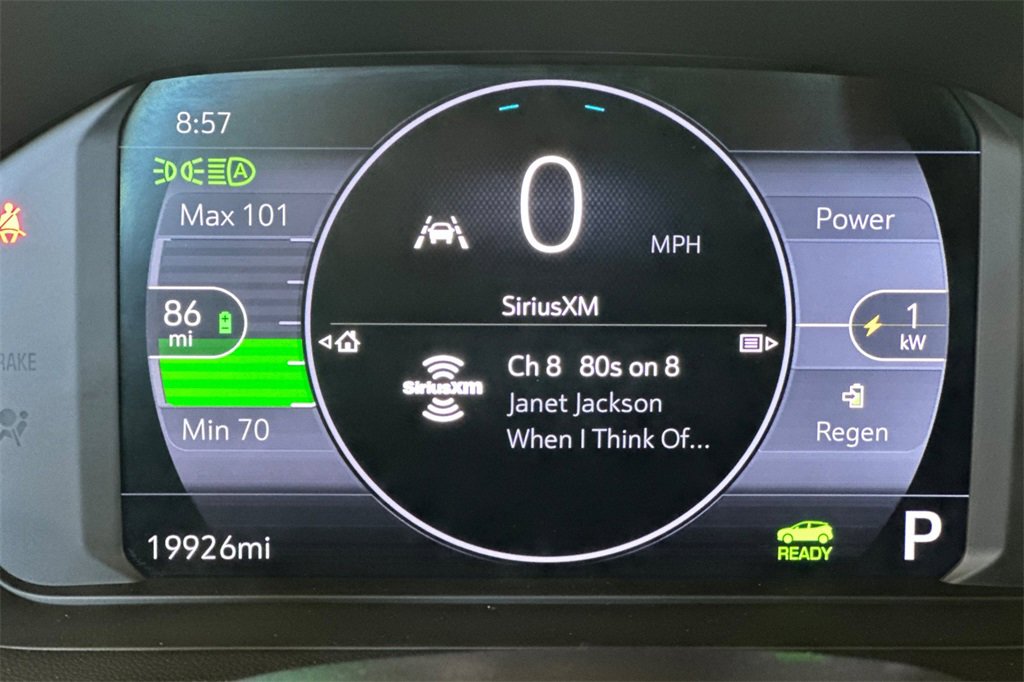 8:57
A
Max 101
86
mi
Min 70
19926mi
0
MPH
SiriusXM
SiriusXM
Ch 8 80s on 8
Janet Jackson
When I Think Of...
Power
1
kW
Regen
READY
P
RAKE